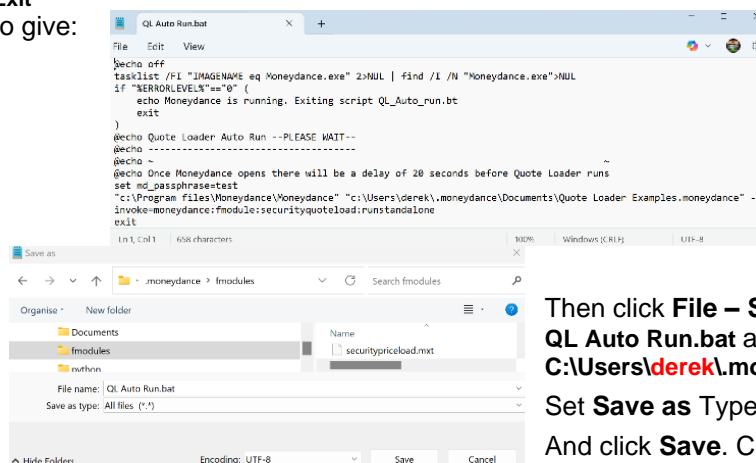 Exit
o give:
QL Auto Run.bat
File Edit View
@echo off
tasklist /FI "IMAGENAME eq Moneydance.exe" 2>NUL | find /I /N "Moneydance.exe">NUL
if "%ERRORLEVEL%"=="0" (
echo Moneydance is running. Exiting script QL_Auto_run.bt
exit
)
@echo Quote Loader Auto Run --PLEASE WAIT--
@echo -----------------------------------
@echo ~ ~
@echo Once Moneydance opens there will be a delay of 20 seconds before Quote Loader runs
set md_passphrase=test
"c:\Program files\Moneydance\Moneydance" "c:\Users\derek\.moneydance\Documents\Quote Loader Examples.moneydance" -
invoke=moneydance:fmodule:securityquoteload:runstandalone
exit
Ln 1, Col 1 658 characters. 100% Windows (CRLF) UTF-8
Save as
.moneydance > fmodules Search fmodules
Organise New folder
Documents Name
fmodules securitypriceload.mxt
python
File name: QL Auto Run.bat
Save as type: All files (*.*)
Hide Folders Encoding: UTF-8 Save Cancel
Then click File – S
QL Auto Run.bat a
C:\Users\derek\.mo
Set Save as Type
And click Save. C